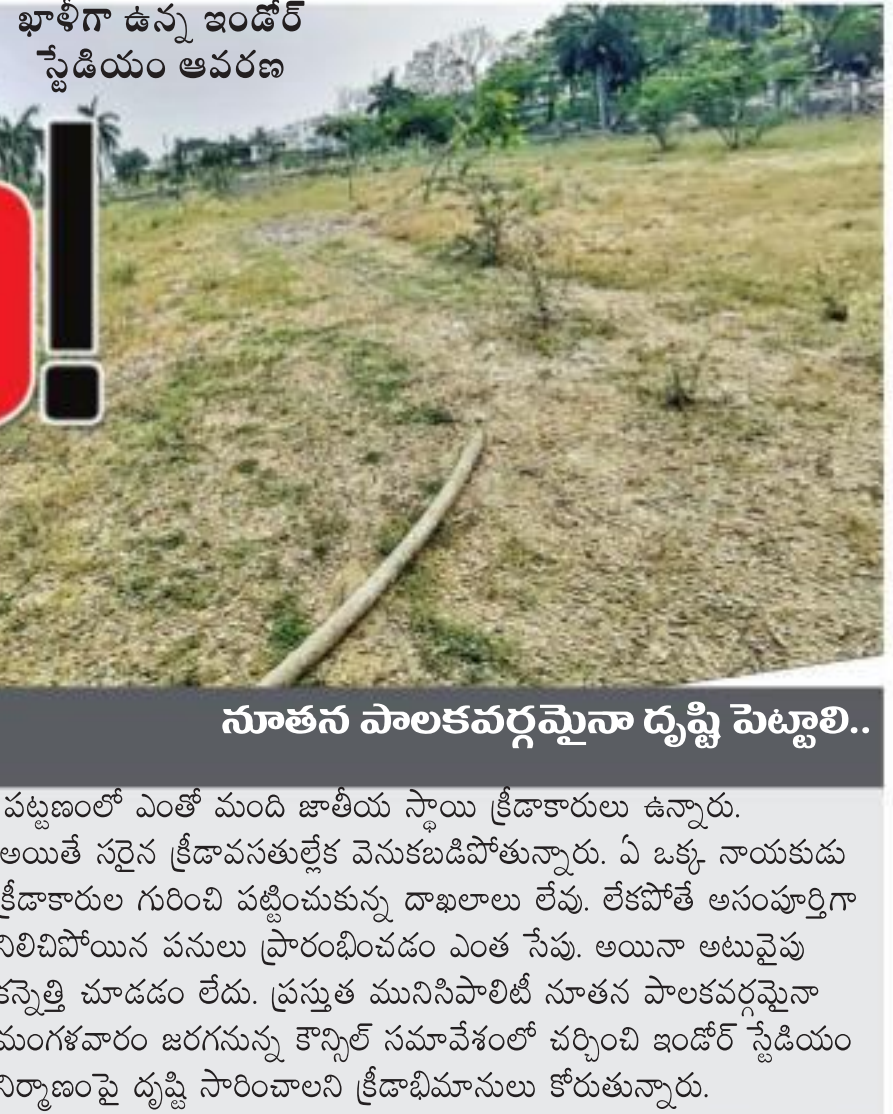 ఖాళీగా ఉన్న ఇండోర్
స్టేడియం ఆవరణ
!
నూతన పాలకవర్గమైనా దృష్టి పెట్టాలి..
పట్టణంలో ఎంతో మంది జాతీయ స్థాయి క్రీడాకారులు ఉన్నారు.
అయితే సరైన క్రీడావసతుల్లేక వెనుకబడిపోతున్నారు. ఏ ఒక్క నాయకుడు
క్రీడాకారుల గురించి పట్టించుకున్న దాఖలాలు లేవు. లేకపోతే అసంపూర్తిగా
నిలిచిపోయిన పనులు ప్రారంభించడం ఎంత సేపు. అయినా అటువైపు
కన్నెత్తి చూడడం లేదు. ప్రస్తుత మునిసిపాలిటీ నూతన పాలకవర్గమైనా
మంగళవారం జరగనున్న కౌన్సిల్ సమావేశంలో చర్చించి ఇండోర్ స్టేడియం
నిర్మాణంపై దృష్టి సారించాలని క్రీడాభిమానులు కోరుతున్నారు.